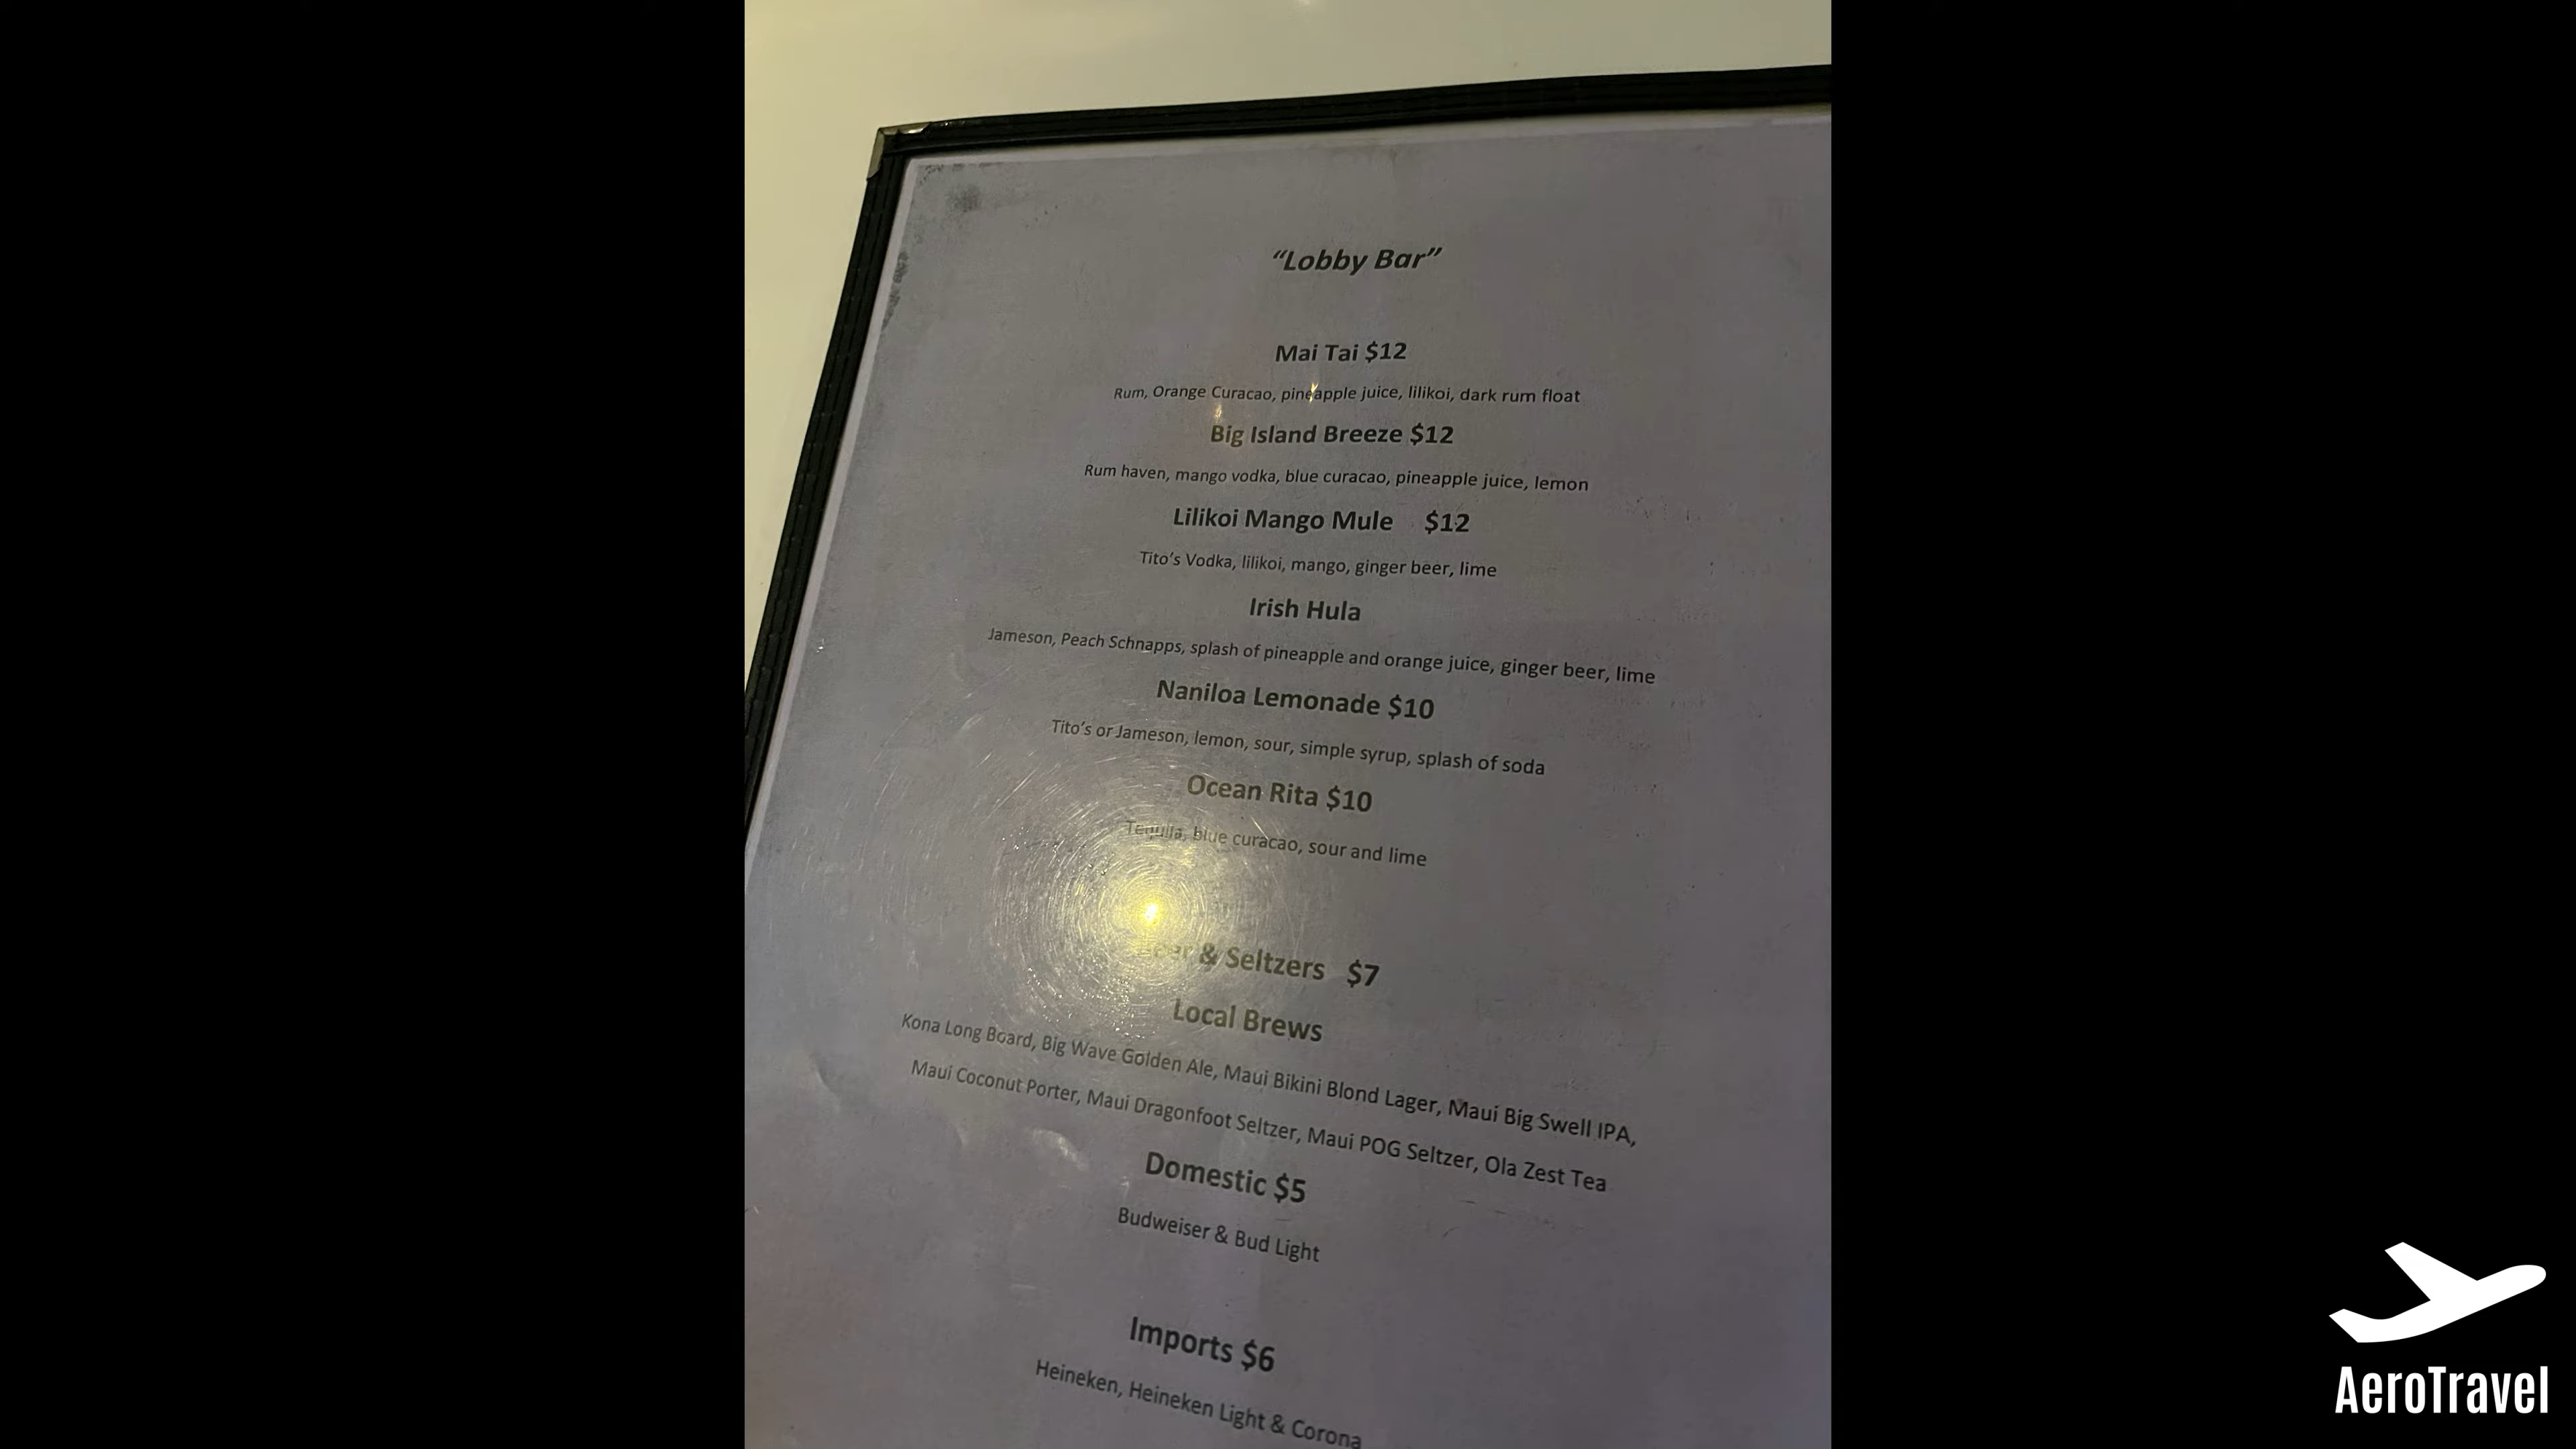 “Lobby Bar”
Mai Tai $12
Rum, Orange Curacao, pineapple juice, lilikoi, dark rum float
Big Island Breeze $12
Rum haven, mango vodka, blue curacao, pineapple juice, lemon
Lilikoi Mango Mule $12
Tito’s Vodka, lilikoi, mango, ginger beer, lime
Irish Hula
Jameson, Peach Schnapps, splash of pineapple and orange juice, ginger beer, lime
Naniloa Lemonade $10
Tito’s or Jameson, lemon, sour, simple syrup, splash of soda
Ocean Rita $10
Tequila, blue curacao, sour and lime
Beer & Seltzers $7
Local Brews
Kona Long Board, Big Wave Golden Ale, Maui Bikini Blond Lager, Maui Big Swell IPA,
Maui Coconut Porter, Maui Dragonfoot Seltzer, Maui POG Seltzer, Ola Zest Tea
Domestic $5
Budweiser & Bud Light
Imports $6
Heineken, Heineken Light & Corona
AeroTravel